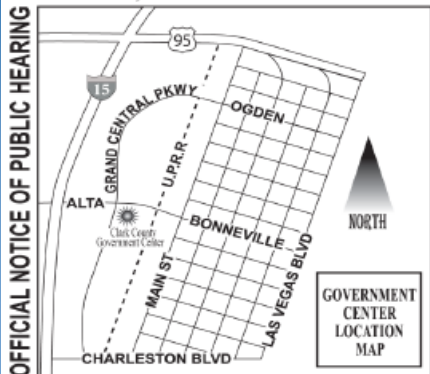 OFFICIAL NOTICE OF PUBLIC HEARING
95
15
GRAND CENTRAL PKWY
OGDEN
U.P.R.R
ALTA
Clark County
Government Center
BONNEVILLE
NORTH
MAIN ST
LAS VEGAS BLVD
CHARLESTON BLVD
GOVERNMENT
CENTER
LOCATION
MAP